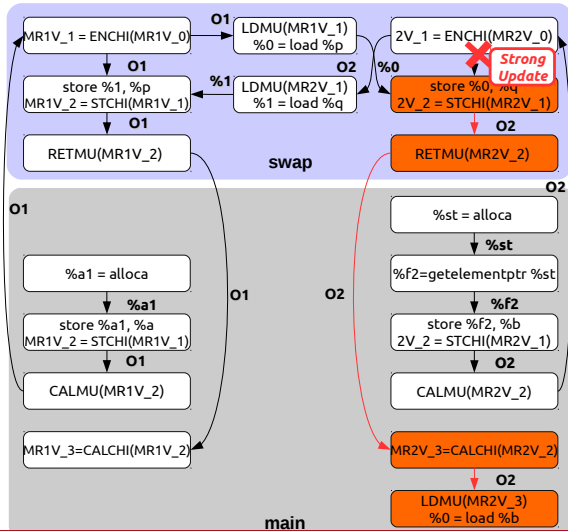 MR1V_1 = ENCHI(MR1V_0)
O1
LDMU(MR1V_1)
%0 = load %p
2V_1 = ENCHI(MR2V_0)
O1
O2
%0
Strong
Update
store %1, %p
MR1V_2 = STCHI(MR1V_1)
%1
LDMU(MR2V_1)
%1 = load %q
store %0, %q
2V_2 = STCHI(MR2V_1)
O1
O2
RETMU(MR1V_2)
swap
RETMU(MR2V_2)
O1
O2
%st = alloca
%st
%a1 = alloca
%f2=getelementptr %st
%a1
O1
O2
%f2
store %a1, %a
MR1V_2 = STCHI(MR1V_1)
store %f2, %b
2V_2 = STCHI(MR2V_1)
O1
O2
CALMU(MR1V_2)
CALMU(MR2V_2)
MR1V_3=CALCHI(MR1V_2)
MR2V_3=CALCHI(MR2V_2)
O2
LDMU(MR2V_3)
%0 = load %b
main